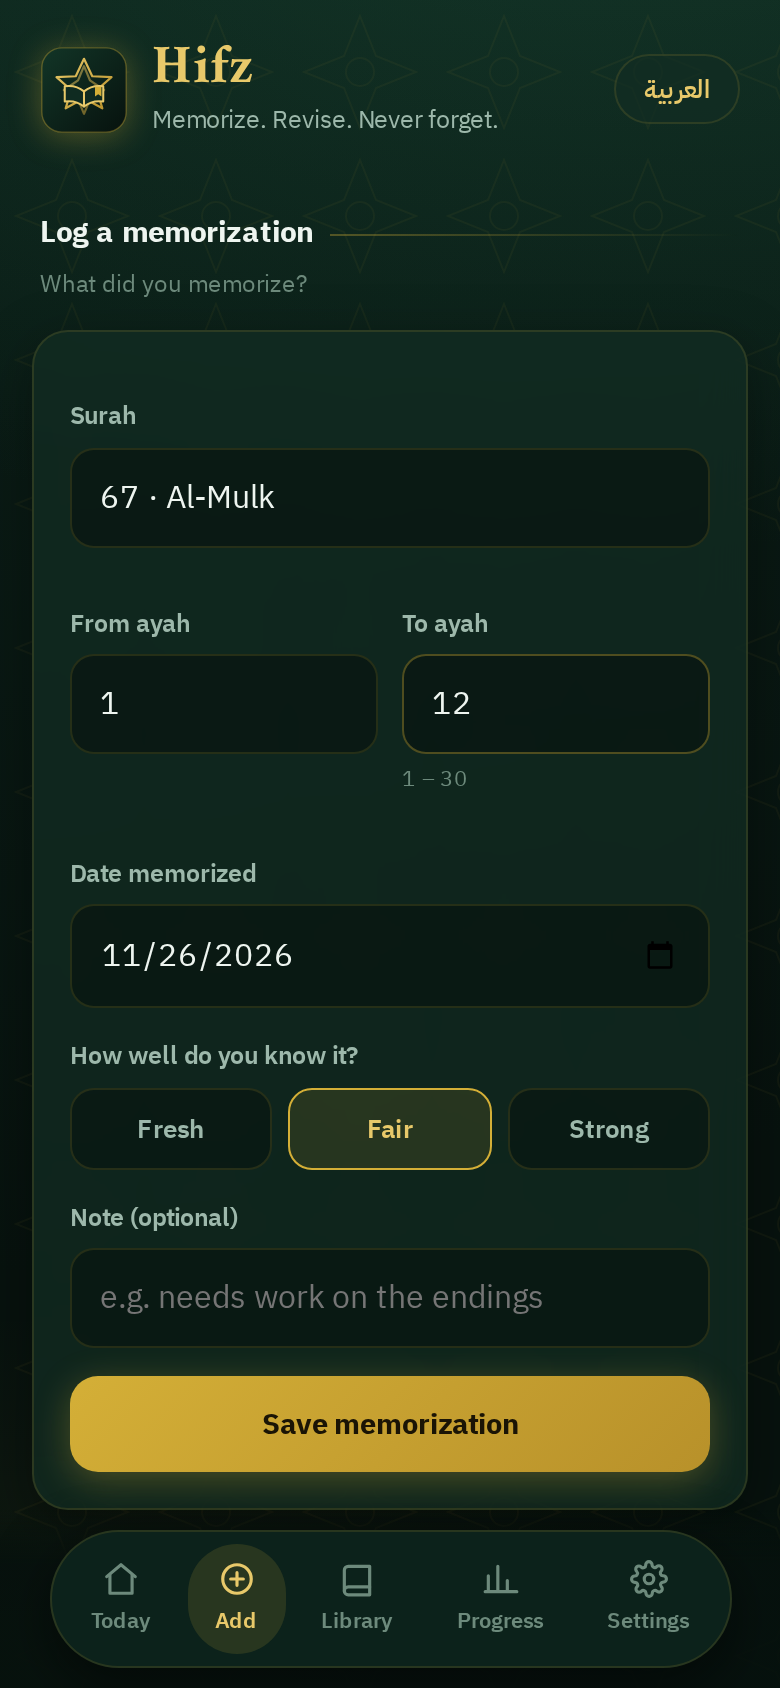 Hifz
Memorize. Revise. Never forget.
العربية
Log a memorization
What did you memorize?
Surah
67 · Al-Mulk
From ayah
To ayah
1
12
1 – 30
Date memorized
11/26/2026
How well do you know it?
Fresh
Fair
Strong
Note (optional)
e.g. needs work on the endings
Save memorization
Today
Add
Library
Progress
Settings